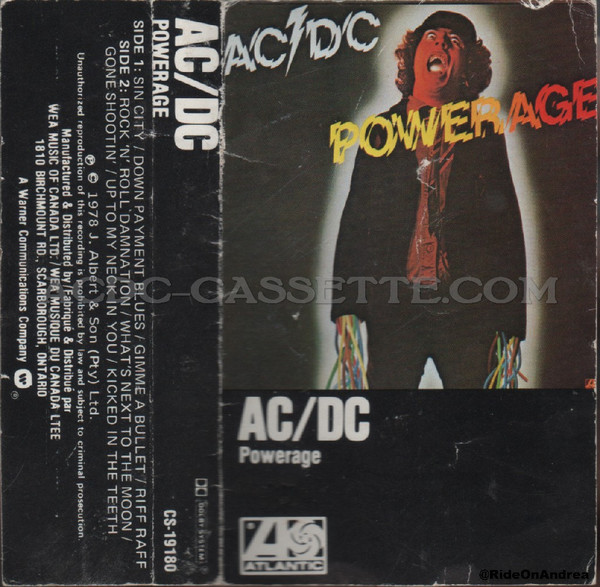 SIDE 1: SIN CITY / DOWN PAYMENT BLUES / GIMME A BULLET / RIFF RAFF
SIDE 2: ROCK 'N' ROLL DAMNATION / WHAT'S NEXT TO THE MOON /
GONE SHOOTIN' / UP TO MY NECK IN YOU / KICKED IN THE TEETH
Unauthorized reproduction of this recording is prohibited by law and subject to criminal prosecution.
℗ © 1978 J. Albert & Son (Pty) Ltd.
Manufactured & Distributed by/Fabriqué & Distribué par
WEA MUSIC OF CANADA LTD./WEA MUSIQUE DU CANADA LTEE
1810 BIRCHMOUNT RD., SCARBOROUGH, ONTARIO
A Warner Communications Company
AC/DC
POWERAGE
DOLBY SYSTEM
CS-19180
AC/DC
POWERAGE
-CASSETTE.COM
AC/DC
Powerage
ATLANTIC
@RideOnAndrea